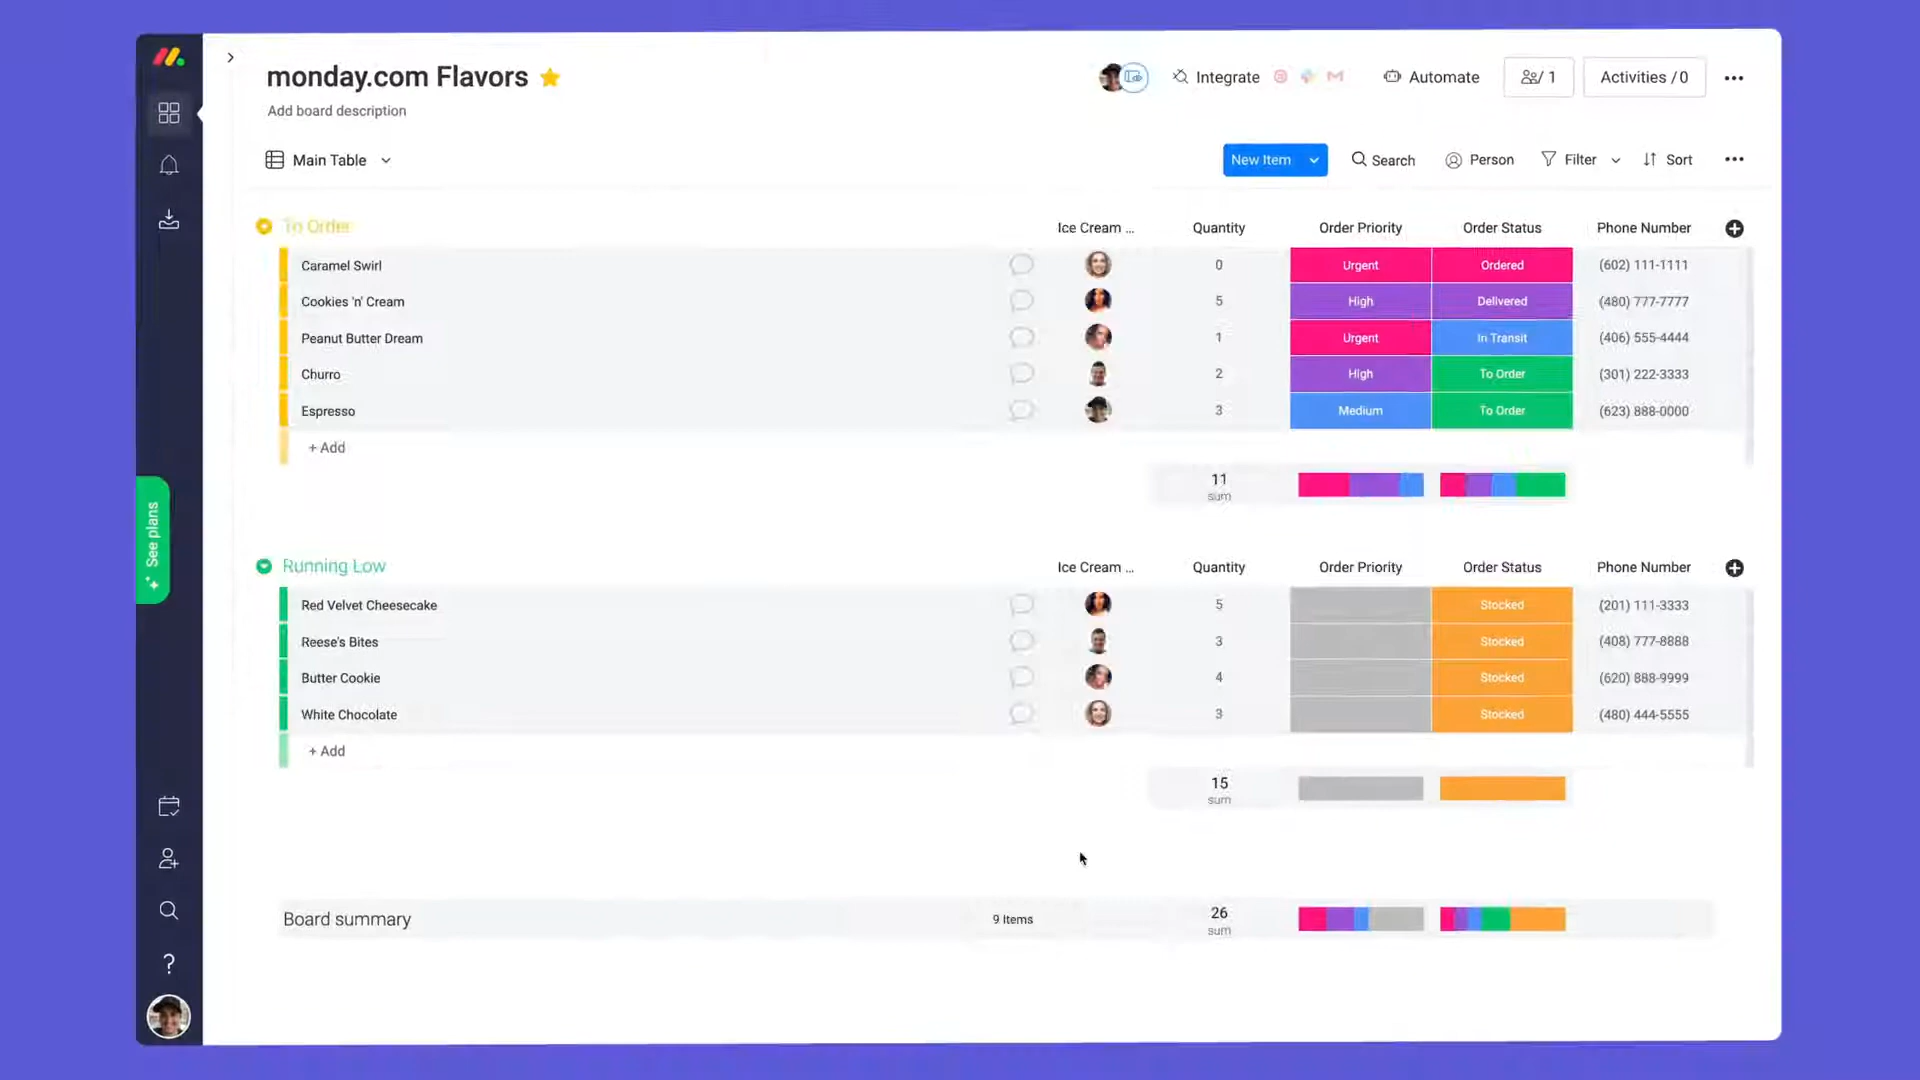 monday.com Flavors
Add board description
Integrate
Automate
/ 1
Activities / 0
Main Table
New Item
Search
Person
Filter
Sort
To Order
Ice Cream ...
Quantity
Order Priority
Order Status
Phone Number
Caramel Swirl
0
Urgent
Ordered
(602) 111-1111
Cookies 'n' Cream
5
High
Delivered
(480) 777-7777
Peanut Butter Dream
1
Urgent
In Transit
(406) 555-4444
Churro
2
High
To Order
(301) 222-3333
Espresso
3
Medium
To Order
(623) 888-0000
+ Add
11
sum
See plans
Running Low
Ice Cream ...
Quantity
Order Priority
Order Status
Phone Number
Red Velvet Cheesecake
5
Stocked
(201) 111-3333
Reese's Bites
3
Stocked
(408) 777-8888
Butter Cookie
4
Stocked
(620) 888-9999
White Chocolate
3
Stocked
(480) 444-5555
+ Add
15
sum
Board summary
9 Items
26
sum
?